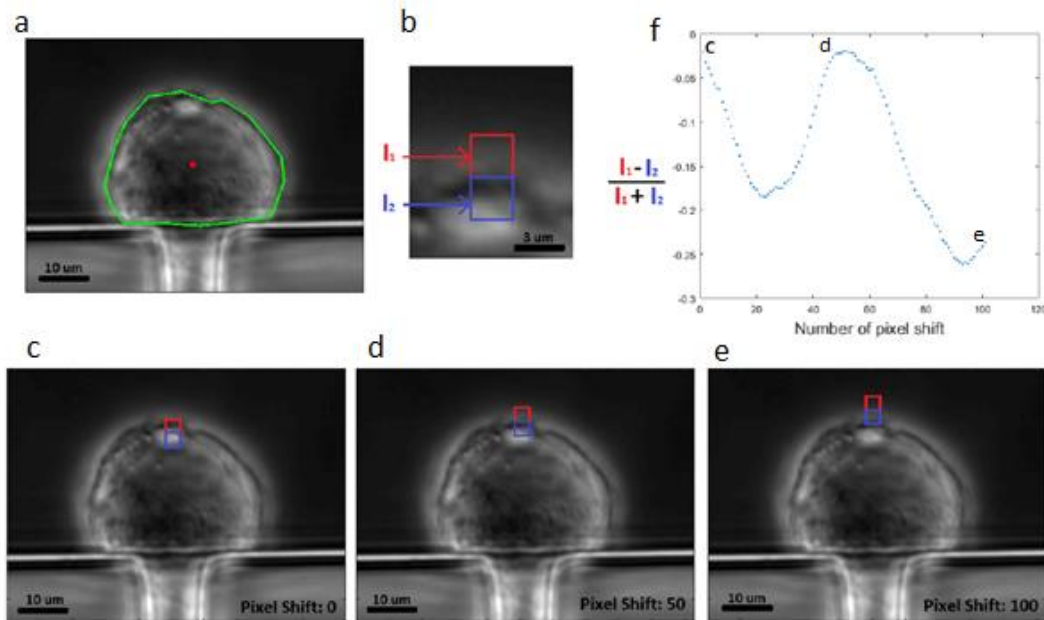 a
10 um
b
I₁
I₂
3 um
f
c
d
e
0
-0.05
-0.1
-0.15
-0.2
-0.25
-0.3
I₁ - I₂
I₁ + I₂
0 20 40 60 80 100 120
Number of pixel shift
c
10 um
Pixel Shift: 0
d
10 um
Pixel Shift: 50
e
10 um
Pixel Shift: 100